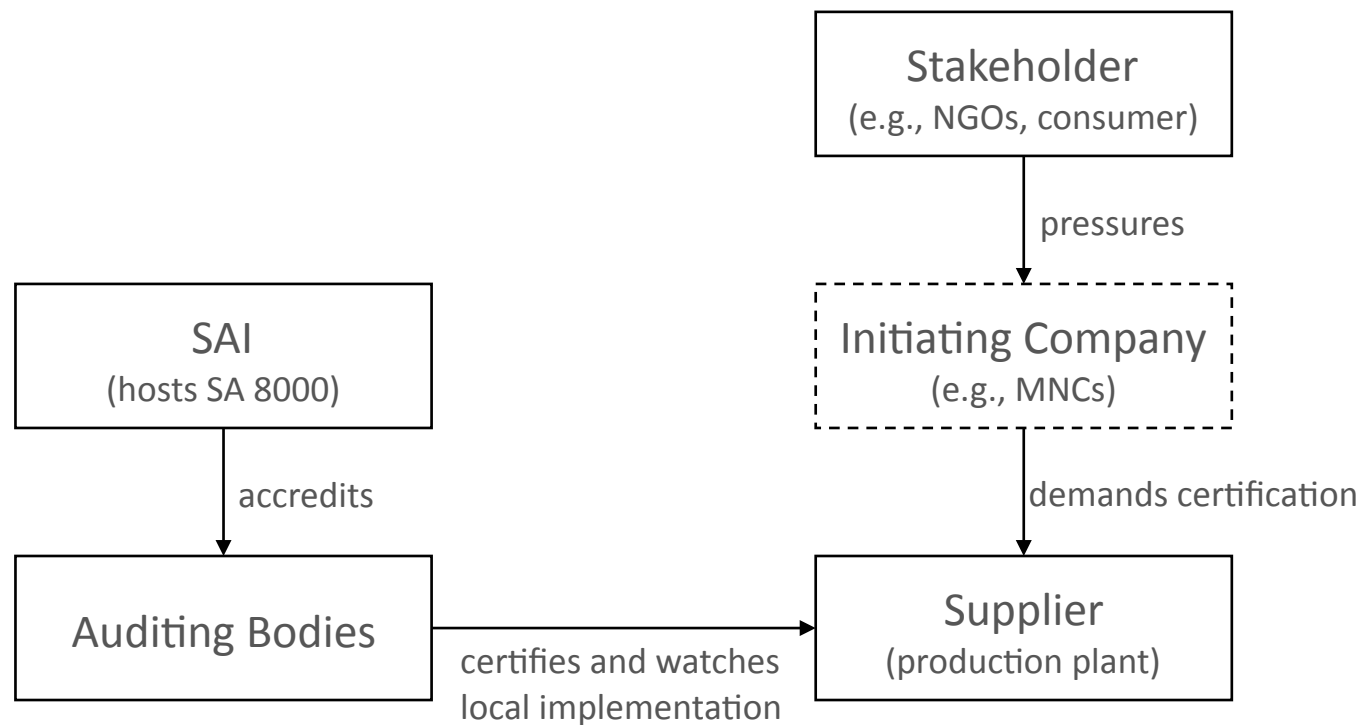 Stakeholder
(e.g., NGOs, consumer)
pressures
SAI
(hosts SA 8000)
Initiating Company
(e.g., MNCs)
accredits
demands certification
Auditing Bodies
certifies and watches
local implementation
Supplier
(production plant)